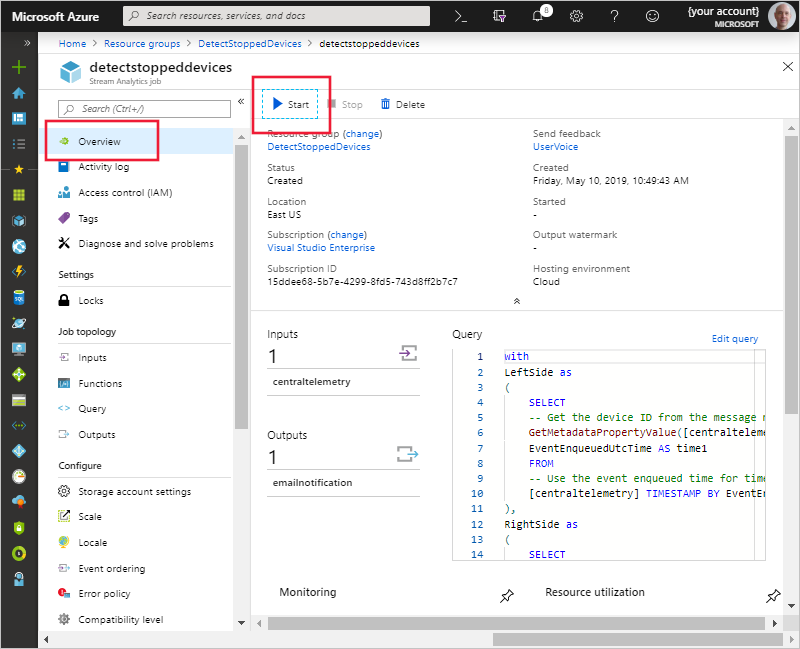 Microsoft Azure
Search resources, services, and docs
8
{your account}
MICROSOFT
Home > Resource groups > DetectStoppedDevices > detectstoppeddevices
detectstoppeddevices
Stream Analytics job
Search (Ctrl+/)
Overview
Activity log
Access control (IAM)
Tags
Diagnose and solve problems
Settings
Locks
Job topology
Inputs
Functions
Query
Outputs
Configure
Storage account settings
Scale
Locale
Event ordering
Error policy
Compatibility level
Start
Stop
Delete
Resource group (change)
DetectStoppedDevices
Status
Created
Location
East US
Subscription (change)
Visual Studio Enterprise
Subscription ID
15ddee68-5b7e-4299-8fd5-743d8ff2b7c7
Send feedback
UserVoice
Created
Friday, May 10, 2019, 10:49:43 AM
Started
-
Output watermark
-
Hosting environment
Cloud
Inputs
1
centraltelemetry
Outputs
1
emailnotification
Query
Edit query
1 with
2 LeftSide as
3 (
4 SELECT
5 -- Get the device ID from the message
6 GetMetadataPropertyValue([centraltelem
7 EventEnqueuedUtcTime AS time1
8 FROM
9 -- Use the event enqueued time for tim
10 [centraltelemetry] TIMESTAMP BY EventE
11 ),
12 RightSide as
13 (
14 SELECT
Monitoring
Resource utilization